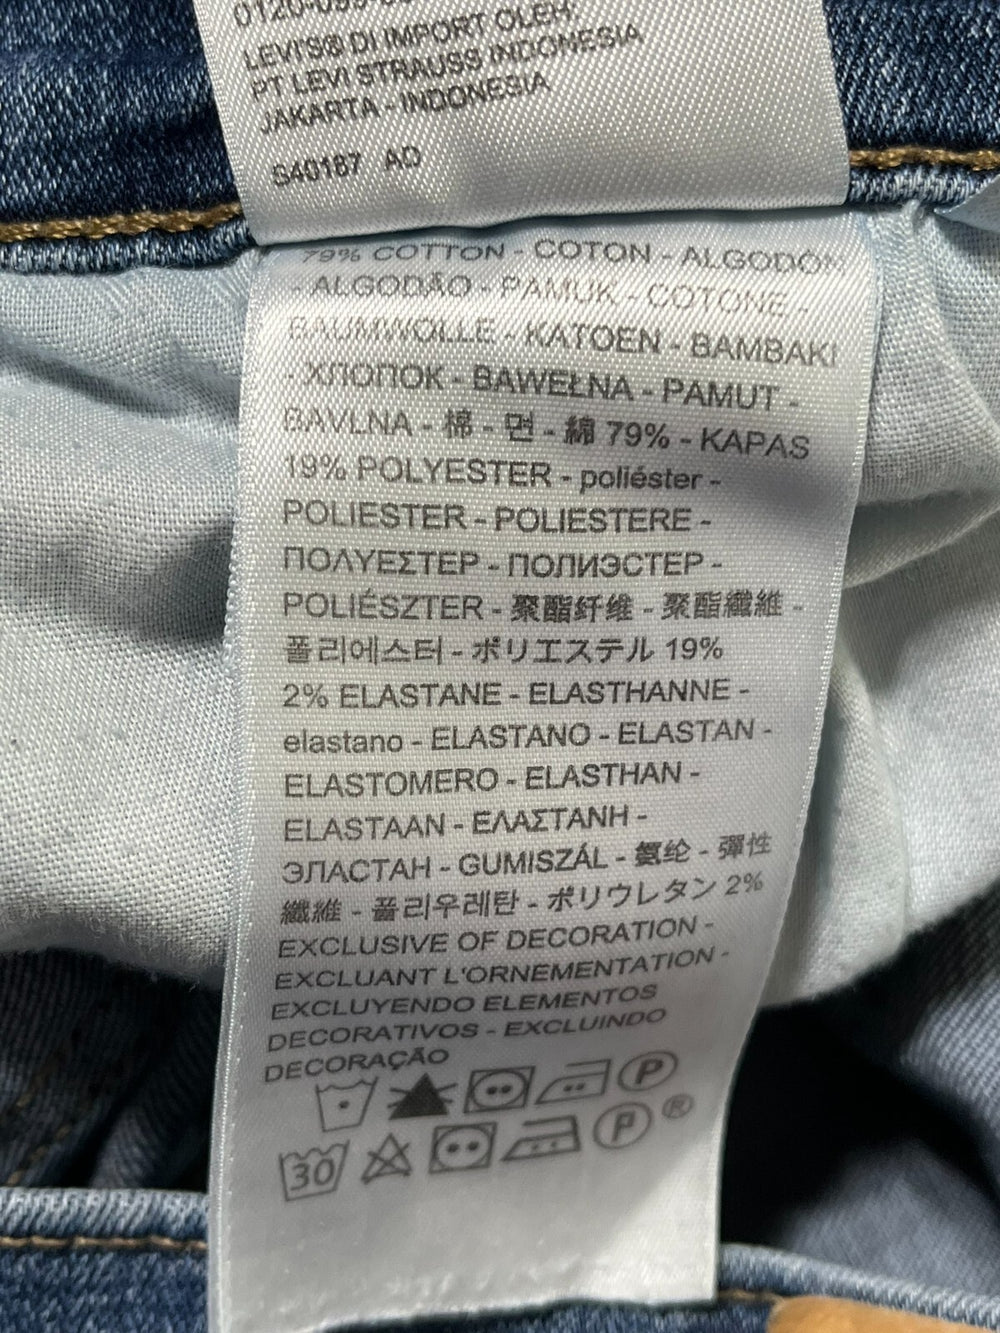 LEVI'S® DI IMPORT OLEH:
PT LEVI STRAUSS INDONESIA
JAKARTA - INDONESIA
S40187 AD
79% COTTON - COTON - ALGODÓN
- ALGODÃO - PAMUK - COTONE -
BAUMWOLLE - KATOEN - BAMBAKI
- ХЛОПОК - BAWEŁNA - PAMUT -
BAVLNA - 棉 - 면 - 綿 79% - KAPAS
19% POLYESTER - poliéster -
POLIESTER - POLIESTERE -
ΠΟΛΥΕΣΤΕΡ - ПОЛИЭСТЕР -
POLIÉSZTER - 聚酯纤维 - 聚酯纖維 -
폴리에스터 - ポリエステル 19%
2% ELASTANE - ELASTHANNE -
elastano - ELASTANO - ELASTAN -
ELASTOMERO - ELASTHAN -
ELASTAAN - ΕΛΑΣΤΑΝΗ -
ЭЛАСТАН - GUMISZÁL - 氨纶 - 彈性
纖維 - 폴리우레탄 - ポリウレタン 2%
EXCLUSIVE OF DECORATION -
EXCLUANT L'ORNEMENTATION -
EXCLUYENDO ELEMENTOS
DECORATIVOS - EXCLUINDO
DECORAÇÃO
P
30 P ®